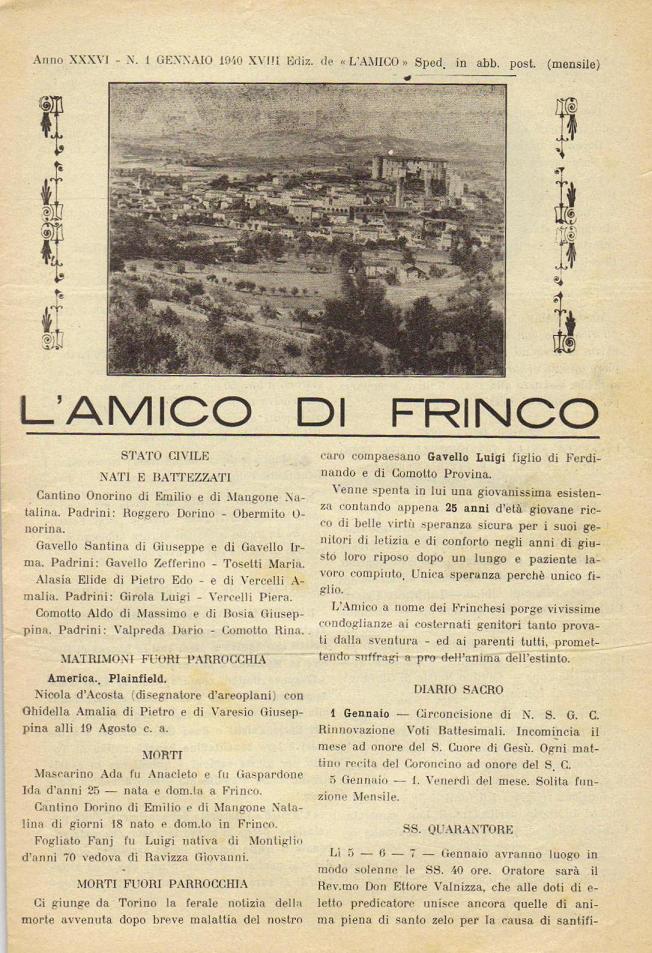 Anno XXXVI - N. 1 GENNAIO 1940 XVIII Ediz. de « L'AMICO » Sped. in abb. post. (mensile)
L'AMICO DI FRINCO
STATO CIVILE
NATI E BATTEZZATI
Cantino Onorino di Emilio e di Mangone Na-
talina. Padrini: Roggero Dorino - Obermito O-
norina.
Gavello Santina di Giuseppe e di Gavello Ir-
ma. Padrini: Gavello Zefferino - Tosetti Maria.
Alasia Elide di Pietro Edo - e di Vercelli A-
malia. Padrini: Girola Luigi - Vercelli Piera.
Comotto Aldo di Massimo e di Bosia Giusep-
pina. Padrini: Valpreda Dario - Comotto Rina.
MATRIMONI FUORI PARROCCHIA
America. Plainfield.
Nicola d'Acosta (disegnatore d'areoplani) con
Ghidella Amalia di Pietro e di Varesio Giusep-
pina alli 19 Agosto c. a.
MORTI
Mascarino Ada fu Anacleto e fu Gaspardone
Ida d'anni 25 — nata e dom.ta a Frinco.
Cantino Dorino di Emilio e di Mangone Nata-
lina di giorni 18 nato e dom.to in Frinco.
Fogliato Fanj fu Luigi nativa di Montiglio
d'anni 70 vedova di Ravizza Giovanni.
MORTI FUORI PARROCCHIA
Ci giunge da Torino la ferale notizia della
morte avvenuta dopo breve malattia del nostro
caro compaesano Gavello Luigi figlio di Ferdi-
nando e di Comotto Provina.
Venne spenta in lui una giovanissima esisten-
za contando appena 25 anni d'età giovane ric-
co di belle virtù speranza sicura per i suoi ge-
nitori di letizia e di conforto negli anni di giu-
sto loro riposo dopo un lungo e paziente la-
voro compiuto. Unica speranza perchè unico fi-
glio.
L'Amico a nome dei Frinchesi porge vivissime
condoglianze ai costernati genitori tanto prova-
ti dalla sventura - ed ai parenti tutti, promet-
tendo suffragi a pro dell'anima dell'estinto.
DIARIO SACRO
1 Gennaio — Circoncisione di N. S. G. C.
Rinnovazione Voti Battesimali. Incomincia il
mese ad onore del S. Cuore di Gesù. Ogni mat-
tino recita del Coroncino ad onore del S. C.
5 Gennaio — 1. Venerdì del mese. Solita fun-
zione Mensile.
SS. QUARANTORE
Li 5 — 6 — 7 — Gennaio avranno luogo in
modo solenne le SS. 40 ore. Oratore sarà il
Rev.mo Don Ettore Valnizza, che alle doti di e-
letto predicatore unisce ancora quelle di ani-
ma piena di santo zelo per la causa di santifi-